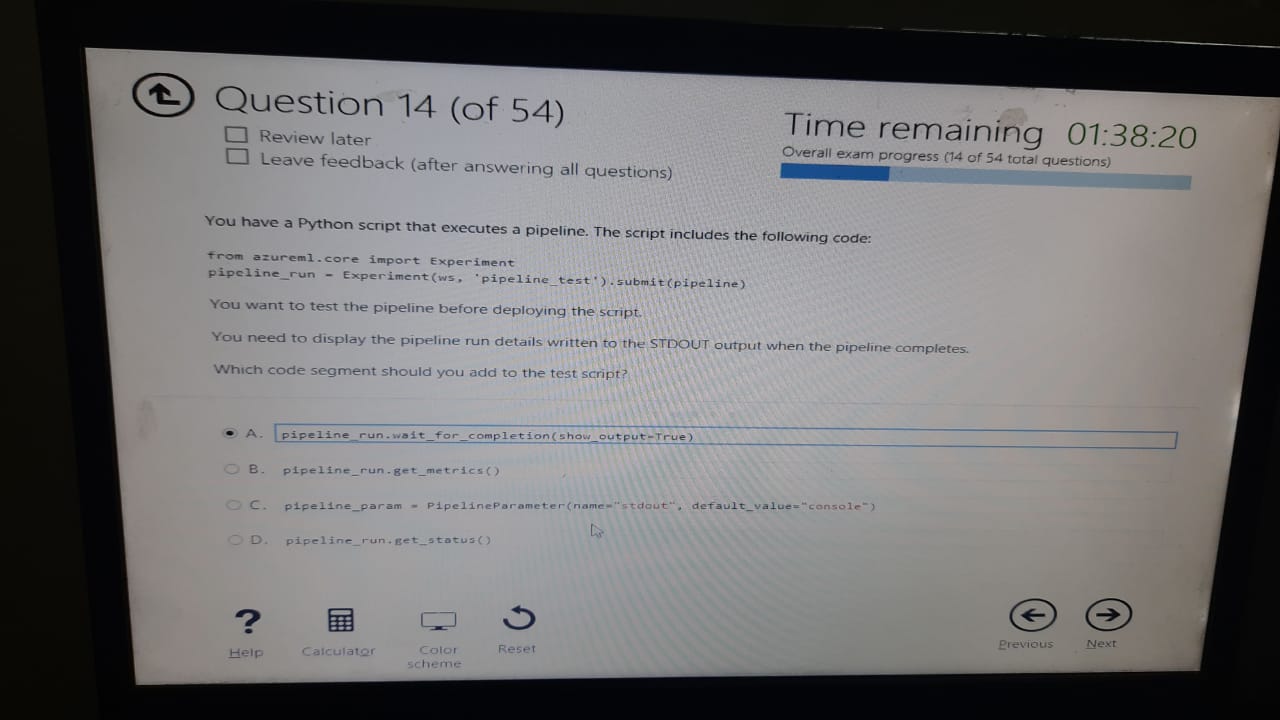 Question 14 (of 54)
Review later
Leave feedback (after answering all questions)
Time remaining 01:38:20
Overall exam progress (14 of 54 total questions)
You have a Python script that executes a pipeline. The script includes the following code:
from azureml.core import Experiment
pipeline_run = Experiment(ws, 'pipeline_test').submit(pipeline)
You want to test the pipeline before deploying the script.
You need to display the pipeline run details written to the STDOUT output when the pipeline completes.
Which code segment should you add to the test script?
A. pipeline_run.wait_for_completion(show_output=True)
B. pipeline_run.get_metrics()
C. pipeline_param = PipelineParameter(name="stdout", default_value="console")
D. pipeline_run.get_status()
? 
Help
Calculator
Color
scheme
Reset
Previous
Next